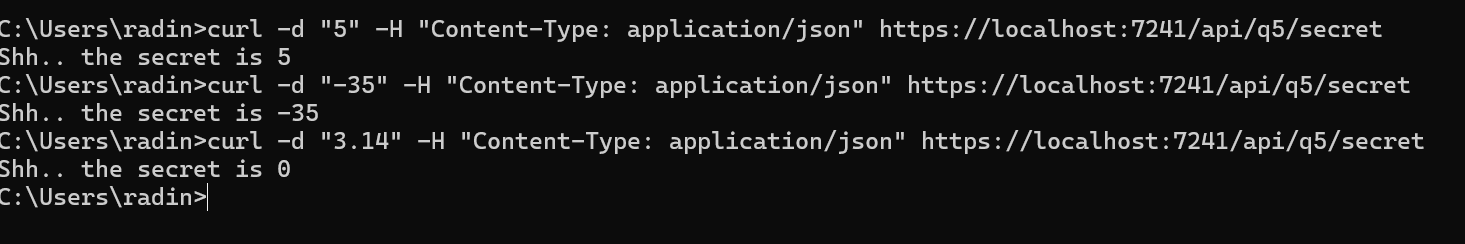 C:\Users\radin>curl -d "5" -H "Content-Type: application/json" https://localhost:7241/api/q5/secret
Shh.. the secret is 5
C:\Users\radin>curl -d "-35" -H "Content-Type: application/json" https://localhost:7241/api/q5/secret
Shh.. the secret is -35
C:\Users\radin>curl -d "3.14" -H "Content-Type: application/json" https://localhost:7241/api/q5/secret
Shh.. the secret is 0
C:\Users\radin>